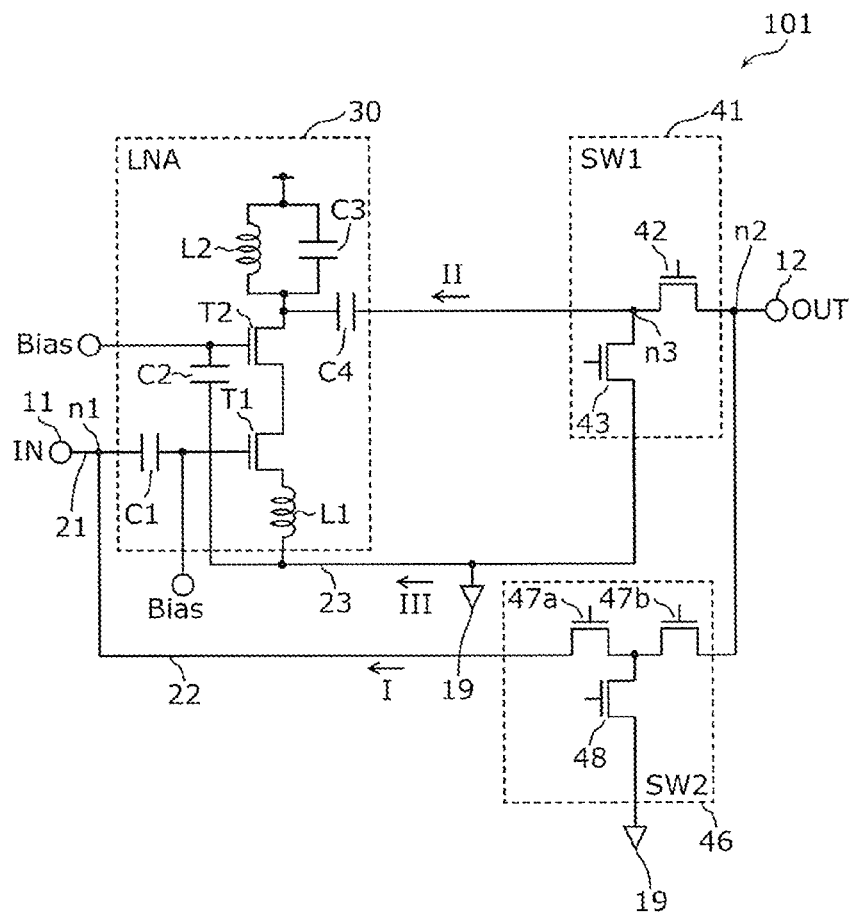 101
30
41
LNA
SW1
C3
L2
42
n2
12
II
OUT
T2
Bias
n3
C2
C4
T1
11
n1
43
IN
C1
L1
21
Bias
23
III
47a
47b
22
I
19
48
SW2
46
19